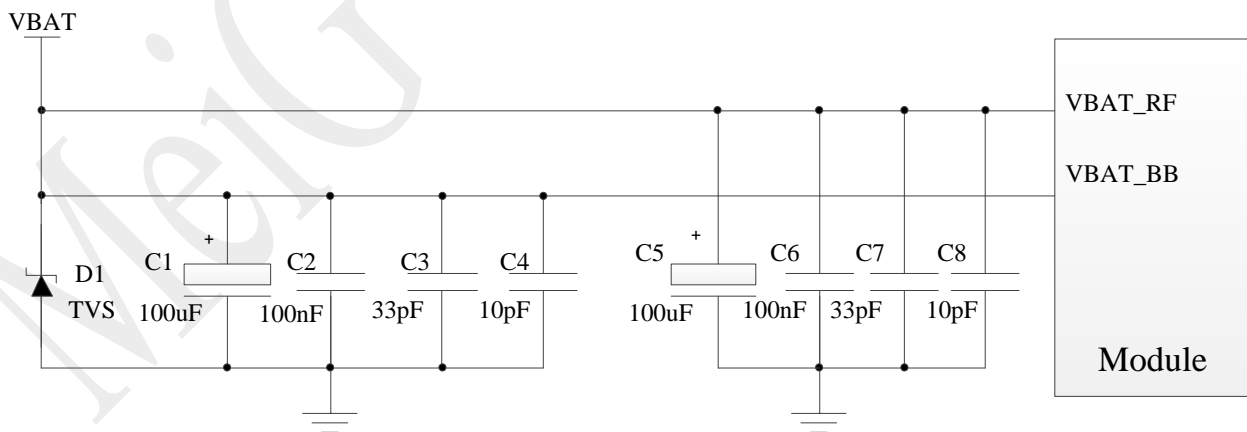 VBAT
VBAT_RF
VBAT_BB
+
+
D1
TVS
C1
100uF
C2
100nF
C3
33pF
C4
10pF
C5
100uF
C6
100nF
C7
33pF
C8
10pF
Module
MeiG